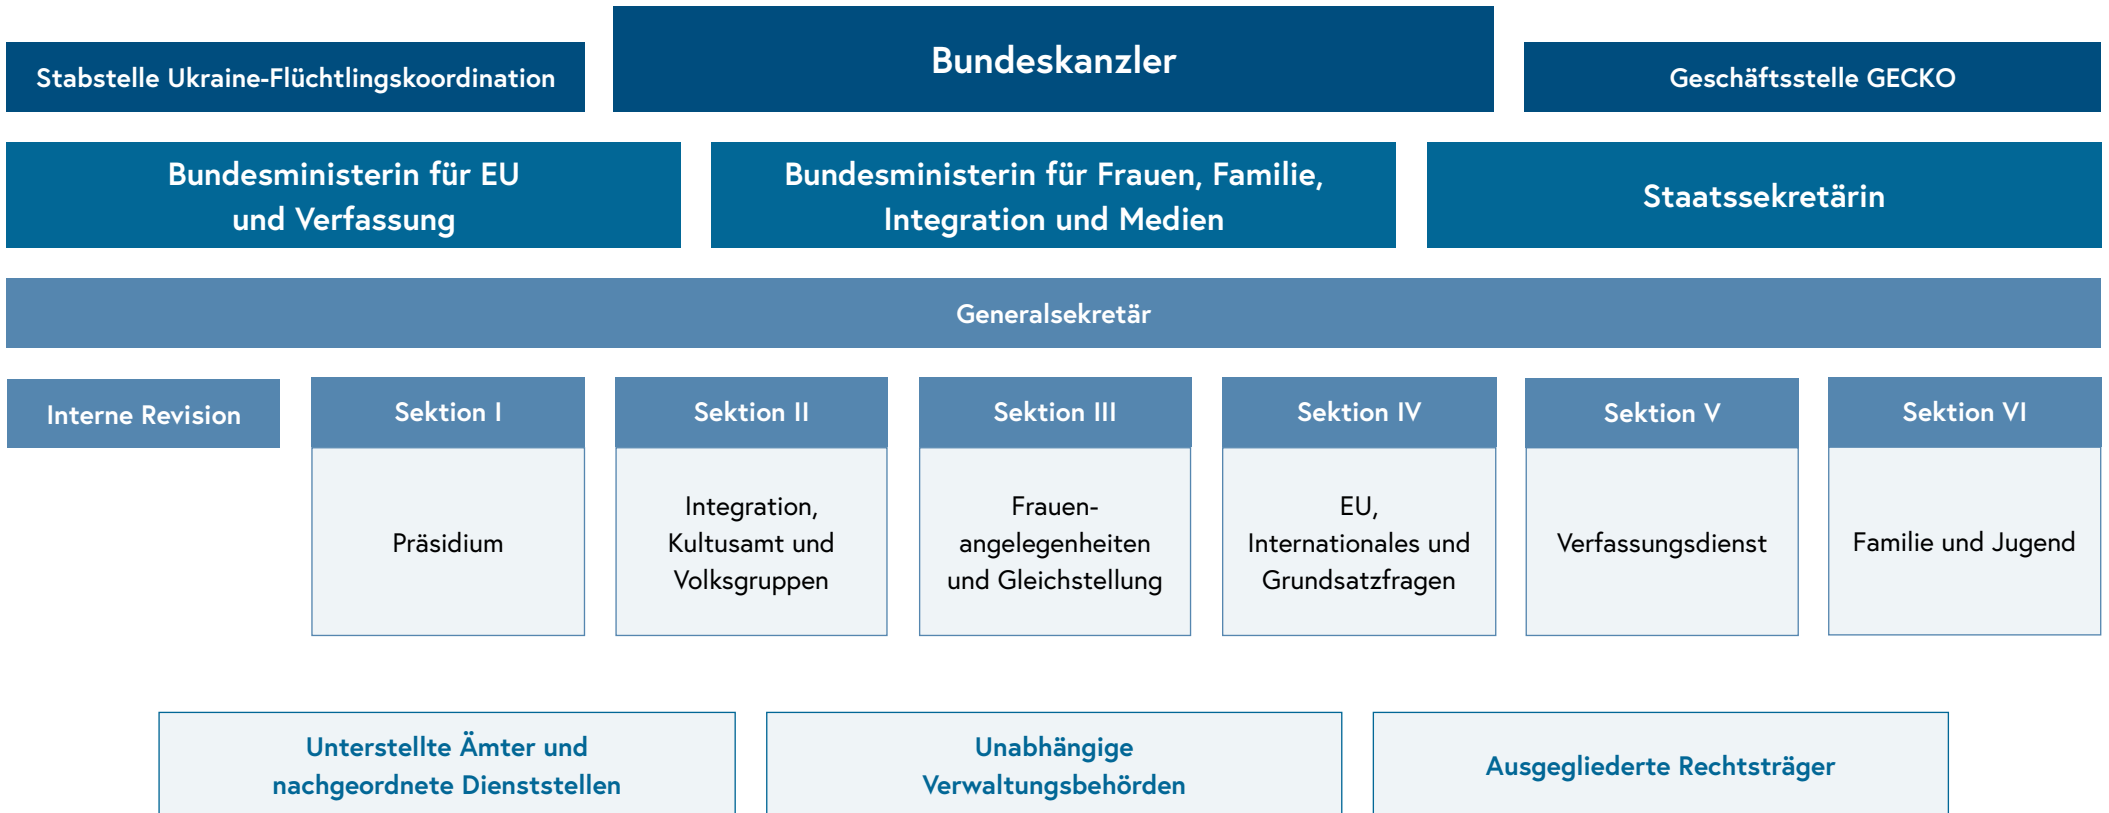 Stabstelle Ukraine-Flüchtlingskoordination
Bundeskanzler
Geschäftsstelle GECKO
Bundesministerin für EU
und Verfassung
Bundesministerin für Frauen, Familie,
Integration und Medien
Staatssekretärin
Generalsekretär
Interne Revision
Sektion I
Präsidium
Sektion II
Integration,
Kultusamt und
Volksgruppen
Sektion III
Frauen-
angelegenheiten
und Gleichstellung
Sektion IV
EU,
Internationales und
Grundsatzfragen
Sektion V
Verfassungsdienst
Sektion VI
Familie und Jugend
Unterstellte Ämter und
nachgeordnete Dienststellen
Unabhängige
Verwaltungsbehörden
Ausgegliederte Rechtsträger